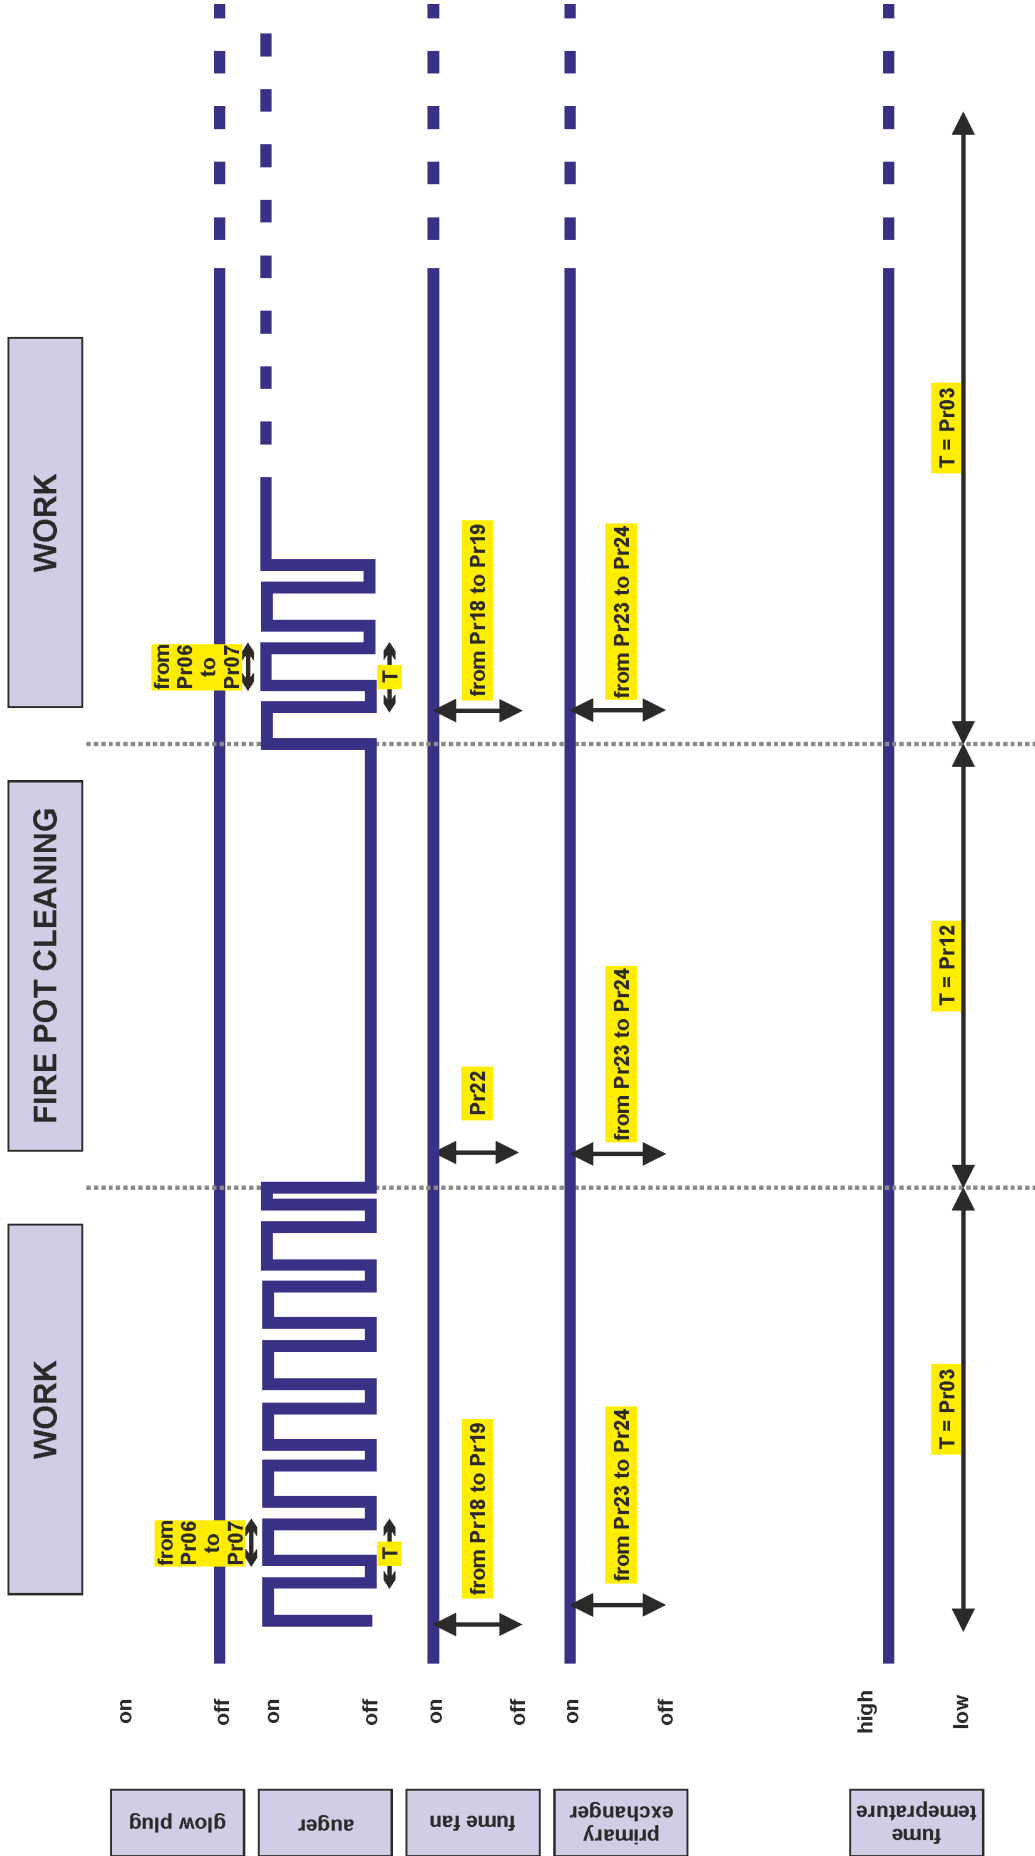 WORK
FIRE POT CLEANING
WORK
glow plug
on
off
from
Pr06
to
Pr07
from
Pr06
to
Pr07
auger
on
off
T
T
fume fan
on
off
from Pr18 to Pr19
Pr22
from Pr18 to Pr19
primary
exchanger
on
off
from Pr23 to Pr24
from Pr23 to Pr24
from Pr23 to Pr24
fume
temeprature
high
low
T = Pr03
T = Pr12
T = Pr03